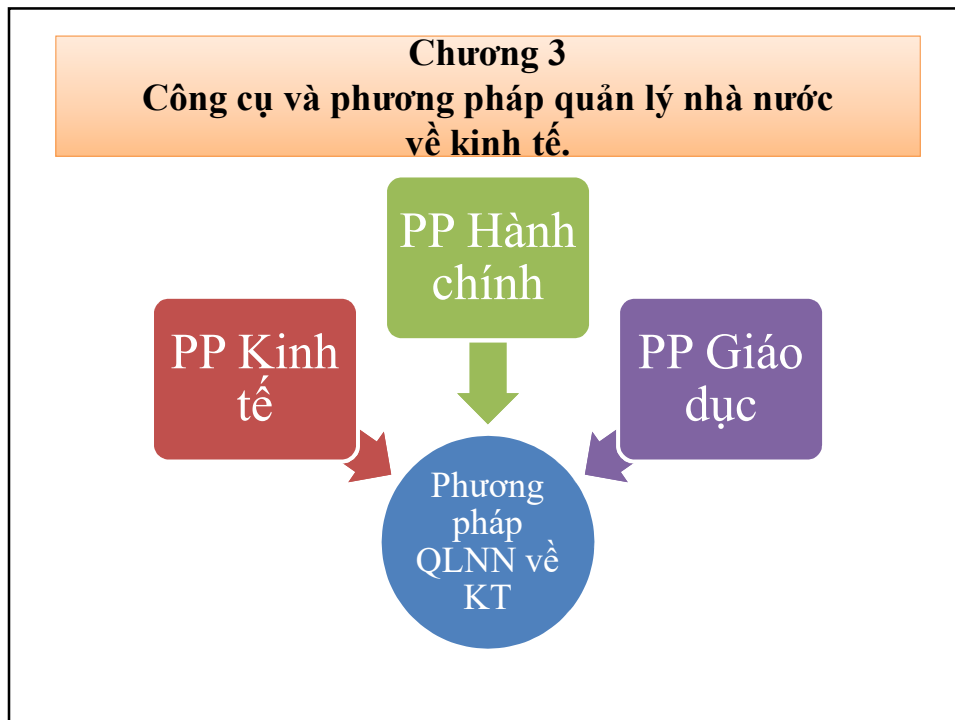 Chương 3
Công cụ và phương pháp quản lý nhà nước
về kinh tế.
PP Hành
chính
PP Kinh
tế
PP Giáo
dục
Phương
pháp
QLNN về
KT